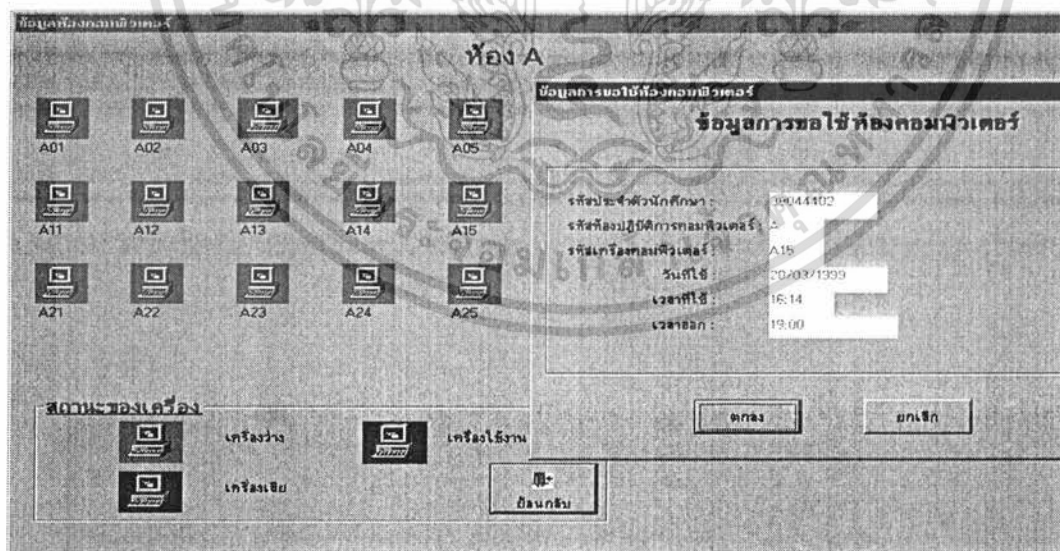 ข้อมูลห้องคอมพิวเตอร์
ห้อง A
A01 A02 A03 A04 A05
A11 A12 A13 A14 A15
A21 A22 A23 A24 A25
สถานะของเครื่อง
เครื่องว่าง
เครื่องใช้งาน
เครื่องเสีย
ย้อนกลับ
ข้อมูลการขอใช้ห้องคอมพิวเตอร์
ข้อมูลการขอใช้ห้องคอมพิวเตอร์
รหัสประจำตัวนักศึกษา : 38044402
รหัสห้องปฏิบัติการคอมพิวเตอร์ : A
รหัสเครื่องคอมพิวเตอร์ : A15
วันที่ใช้ : 20/03/1999
เวลาที่ใช้ : 16:14
เวลาออก : 19:00
ตกลง
ยกเลิก